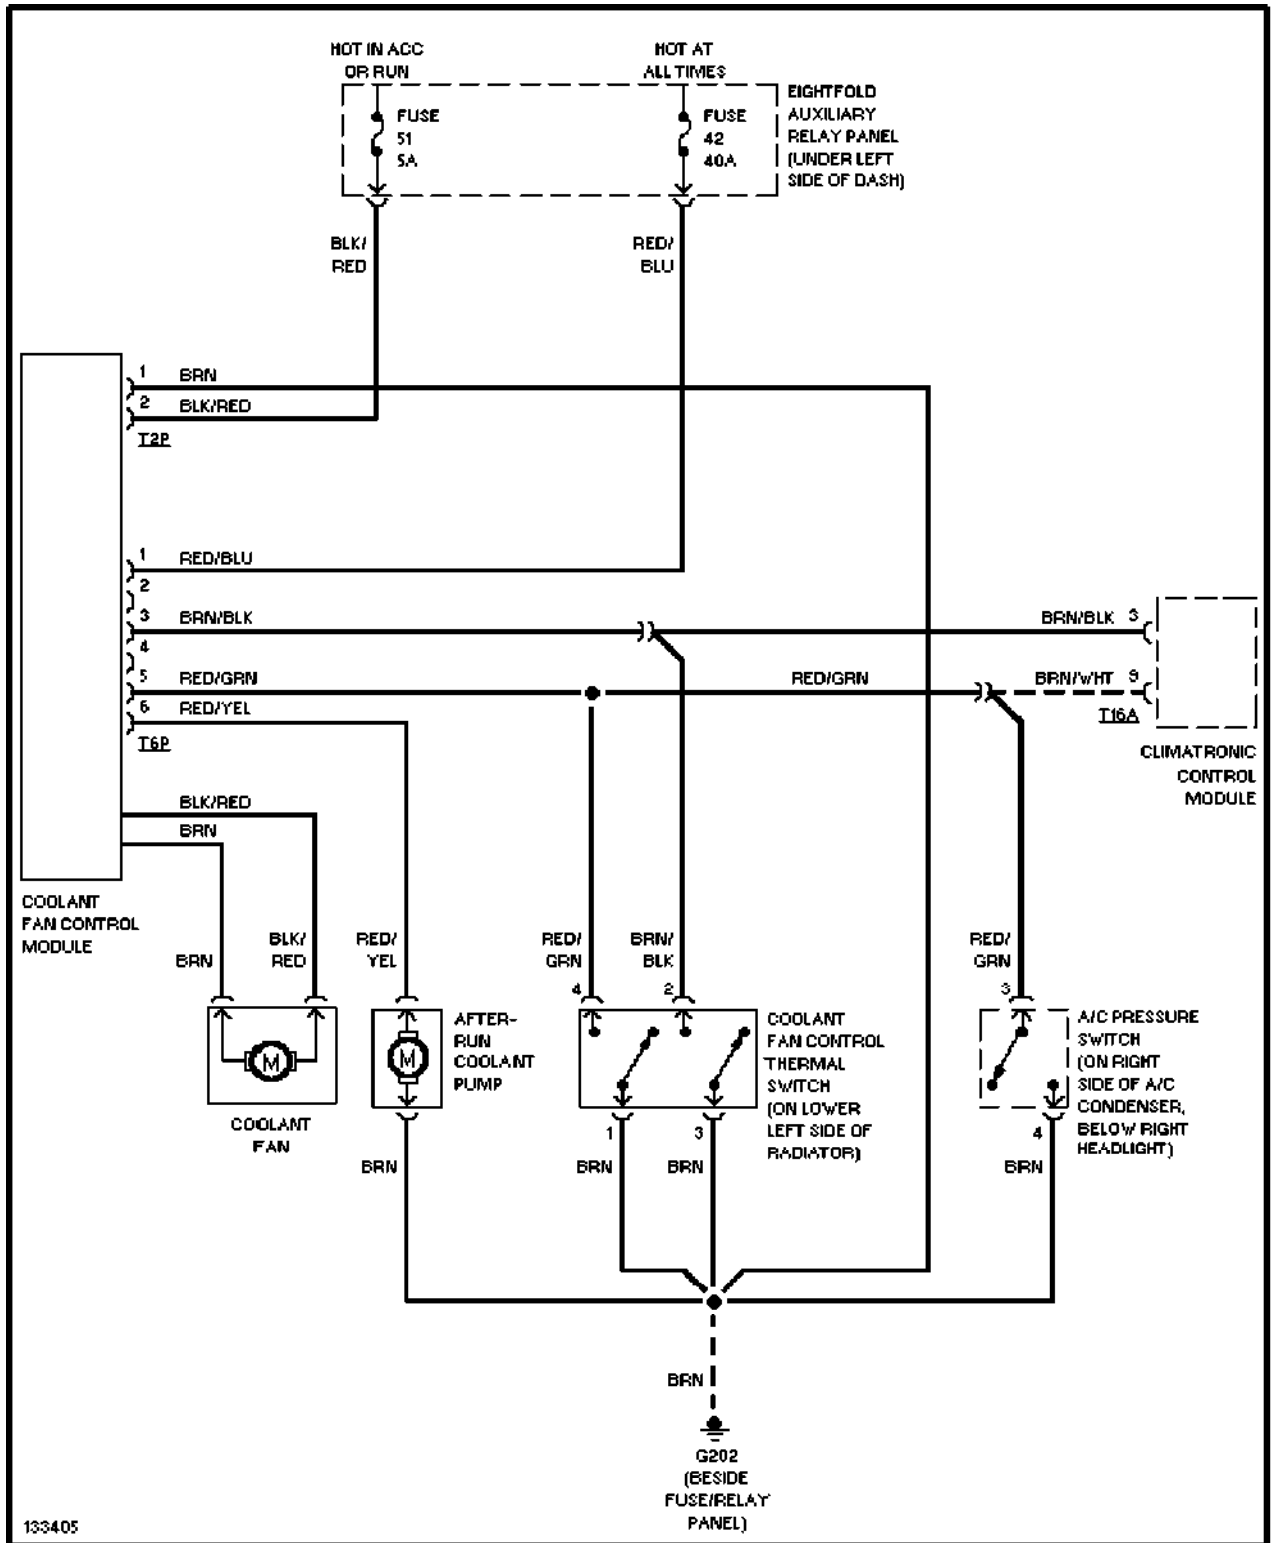 HOT IN ACC
OR RUN
HOT AT
ALL TIMES
FUSE
51
5A
FUSE
42
40A
EIGHTFOLD
AUXILIARY
RELAY PANEL
(UNDER LEFT
SIDE OF DASH)
BLK/
RED
RED/
BLU
1
BRN
2
BLK/RED
T2P
1
RED/BLU
2
3
BRN/BLK
BRN/BLK
3
4
5
RED/GRN
RED/GRN
BRN/WHT
9
6
RED/YEL
T6P
T16A
CLIMATRONIC
CONTROL
MODULE
BLK/RED
BRN
COOLANT
FAN CONTROL
MODULE
BRN
BLK/
RED
RED/
YEL
RED/
GRN
4
BRN/
BLK
2
RED/
GRN
3
M
COOLANT
FAN
M
AFTER-
RUN
COOLANT
PUMP
COOLANT
FAN CONTROL
THERMAL
SWITCH
(ON LOWER
LEFT SIDE OF
RADIATOR)
A/C PRESSURE
SWITCH
(ON RIGHT
SIDE OF A/C
CONDENSER,
BELOW RIGHT
HEADLIGHT)
BRN
1
BRN
3
BRN
4
BRN
BRN
G202
(BESIDE
FUSE/RELAY
PANEL)
133405